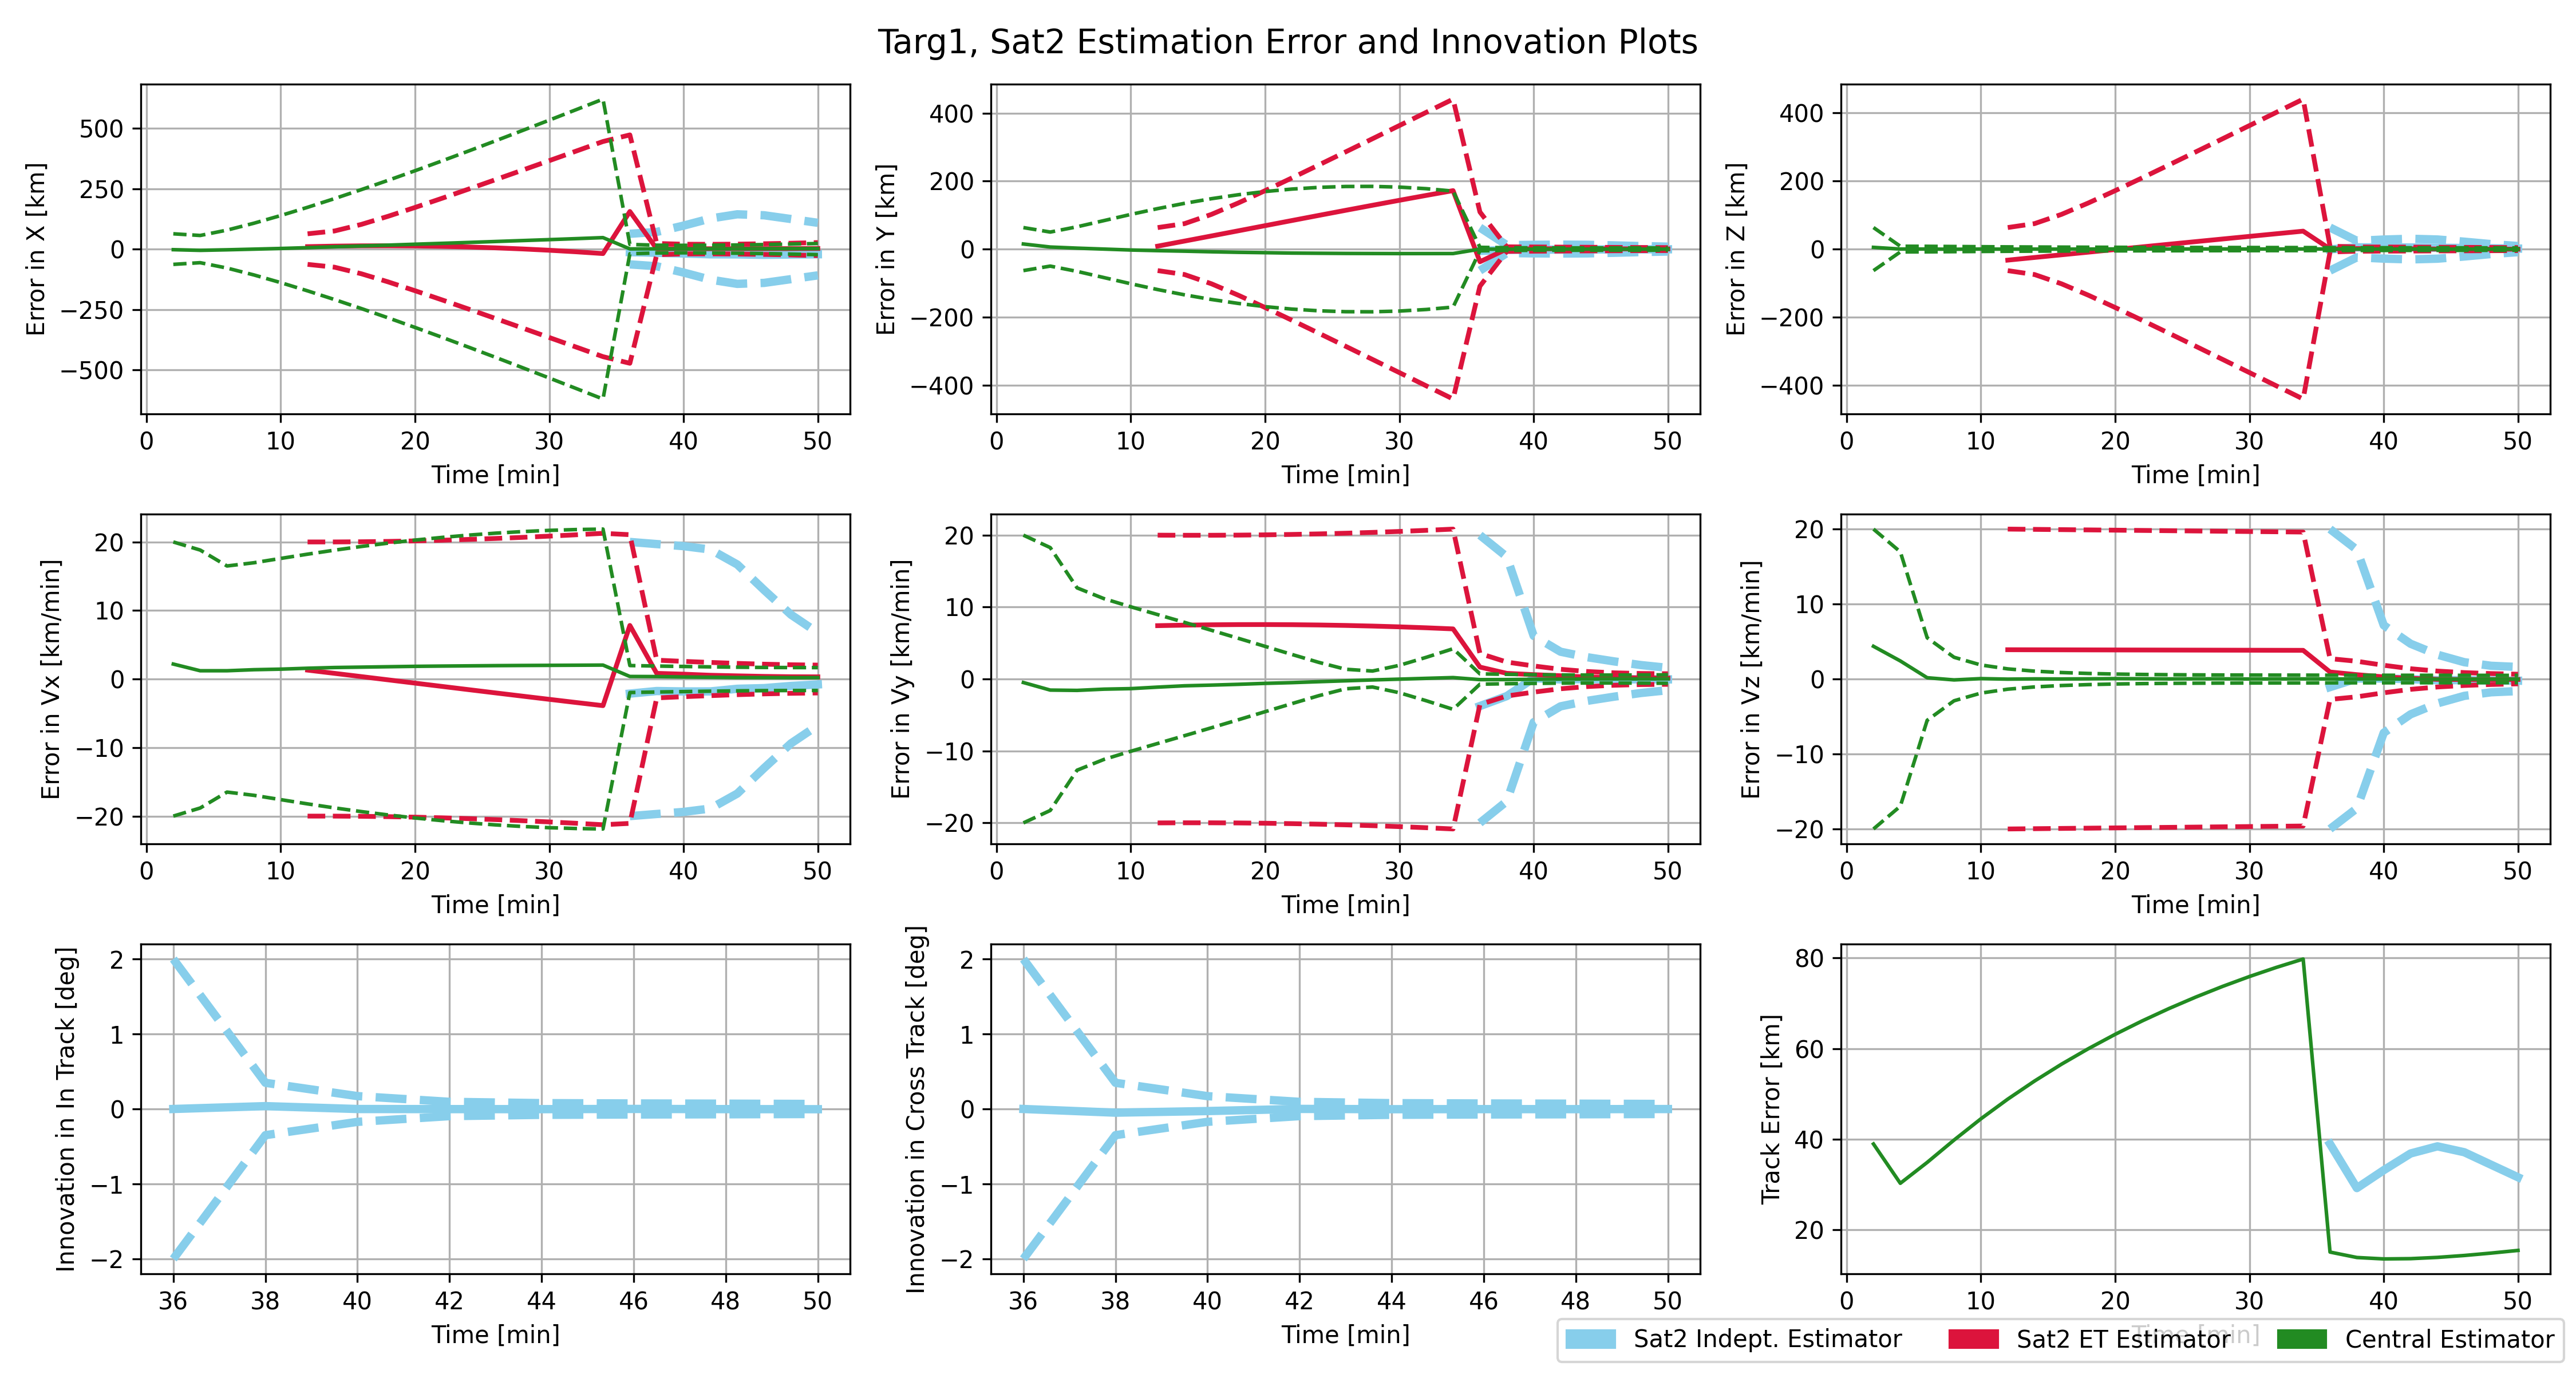 Targ1, Sat2 Estimation Error and Innovation Plots
Error in X [km]
500
250
0
−250
−500
0 10 20 30 40 50
Time [min]
Error in Y [km]
400
200
0
−200
−400
0 10 20 30 40 50
Time [min]
Error in Z [km]
400
200
0
−200
−400
0 10 20 30 40 50
Time [min]
Error in Vx [km/min]
20
10
0
−10
−20
0 10 20 30 40 50
Time [min]
Error in Vy [km/min]
20
10
0
−10
−20
0 10 20 30 40 50
Time [min]
Error in Vz [km/min]
20
10
0
−10
−20
0 10 20 30 40 50
Time [min]
Innovation in In Track [deg]
2
1
0
−1
−2
36 38 40 42 44 46 48 50
Time [min]
Innovation in Cross Track [deg]
2
1
0
−1
−2
36 38 40 42 44 46 48 50
Time [min]
Track Error [km]
80
60
40
20
0 10 20 30 40 50
Time [min]
Sat2 Indept. Estimator Sat2 ET Estimator Central Estimator